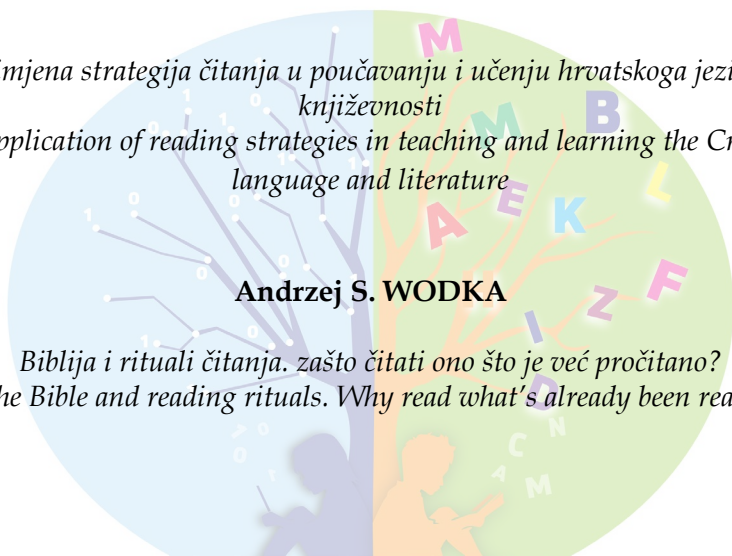 imjena strategija čitanja u poučavanju i učenju hrvatskoga jezi
književnosti
pplication of reading strategies in teaching and learning the Cr
language and literature
Andrzej S. WODKA
Biblija i rituali čitanja. zašto čitati ono što je već pročitano?
he Bible and reading rituals. Why read what's already been rea